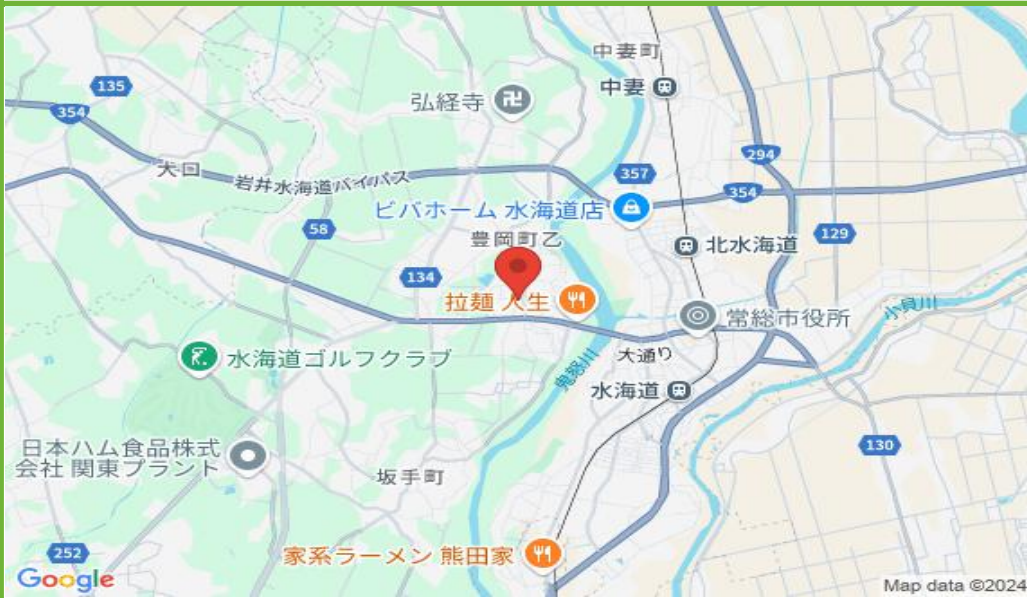 中妻町
中妻
135
弘経寺
354
294
大口
岩井水海道バイパス
357
354
ビバホーム 水海道店
58
豊岡町乙
北水海道
129
134
拉麺 人生
常総市役所
小貝川
水海道ゴルフクラブ
大通り
鬼怒川
水海道
日本ハム食品株式
会社 関東プラント
130
坂手町
252
家系ラーメン 熊田家
Google
Map data ©2024